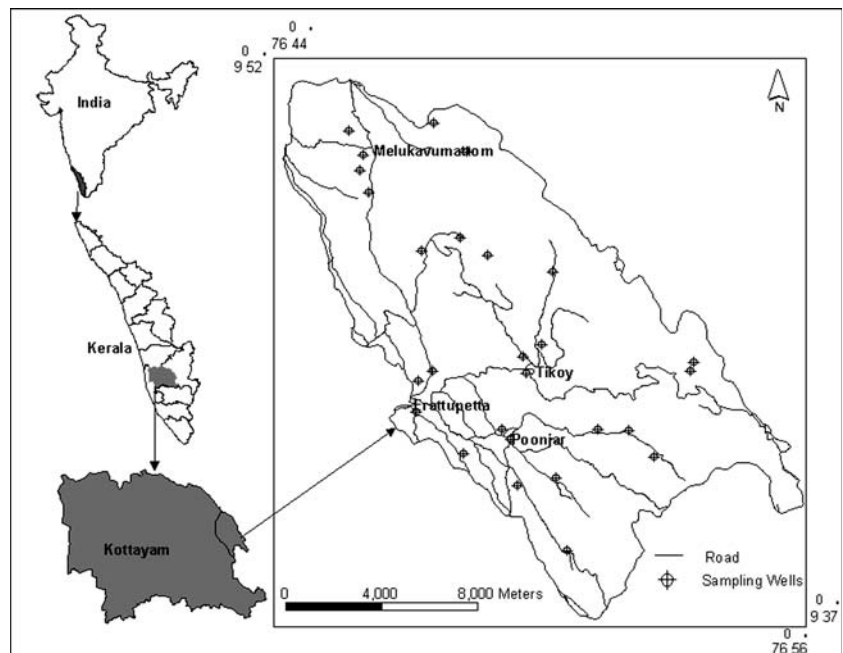 0
76 44
0
9 52
India
N
Melukavumattom
Kerala
Tikoy
Erattupetta
Poonjar
Kottayam
Road
Sampling Wells
0 4,000 8,000 Meters
0
9 37
0
76 56